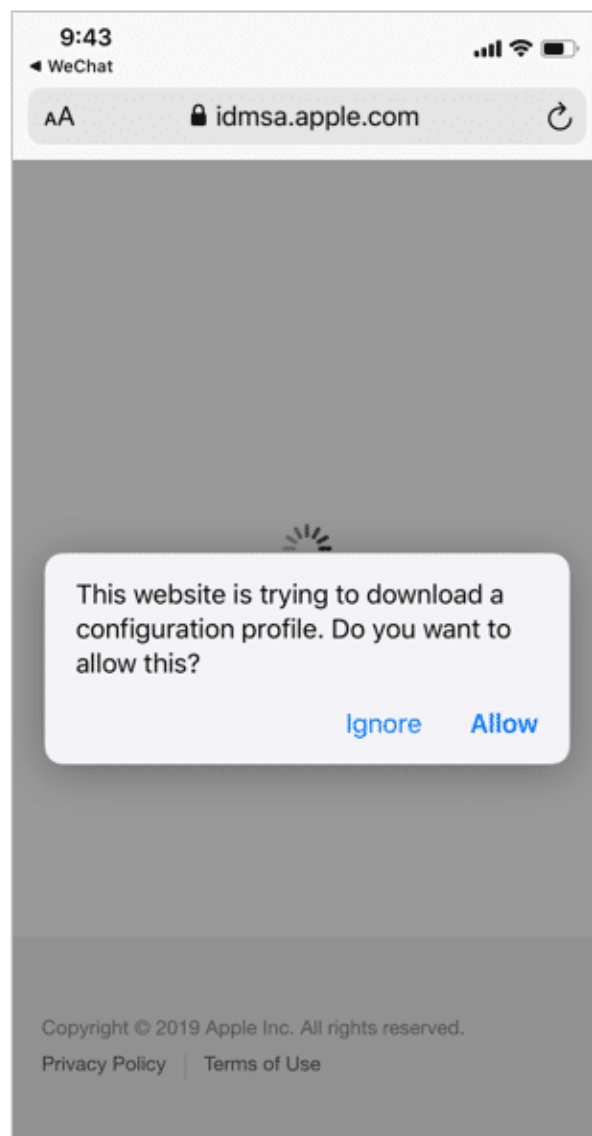 9:43
◀ WeChat
AA idmsa.apple.com
This website is trying to download a
configuration profile. Do you want to
allow this?
Ignore Allow
Copyright © 2019 Apple Inc. All rights reserved.
Privacy Policy | Terms of Use